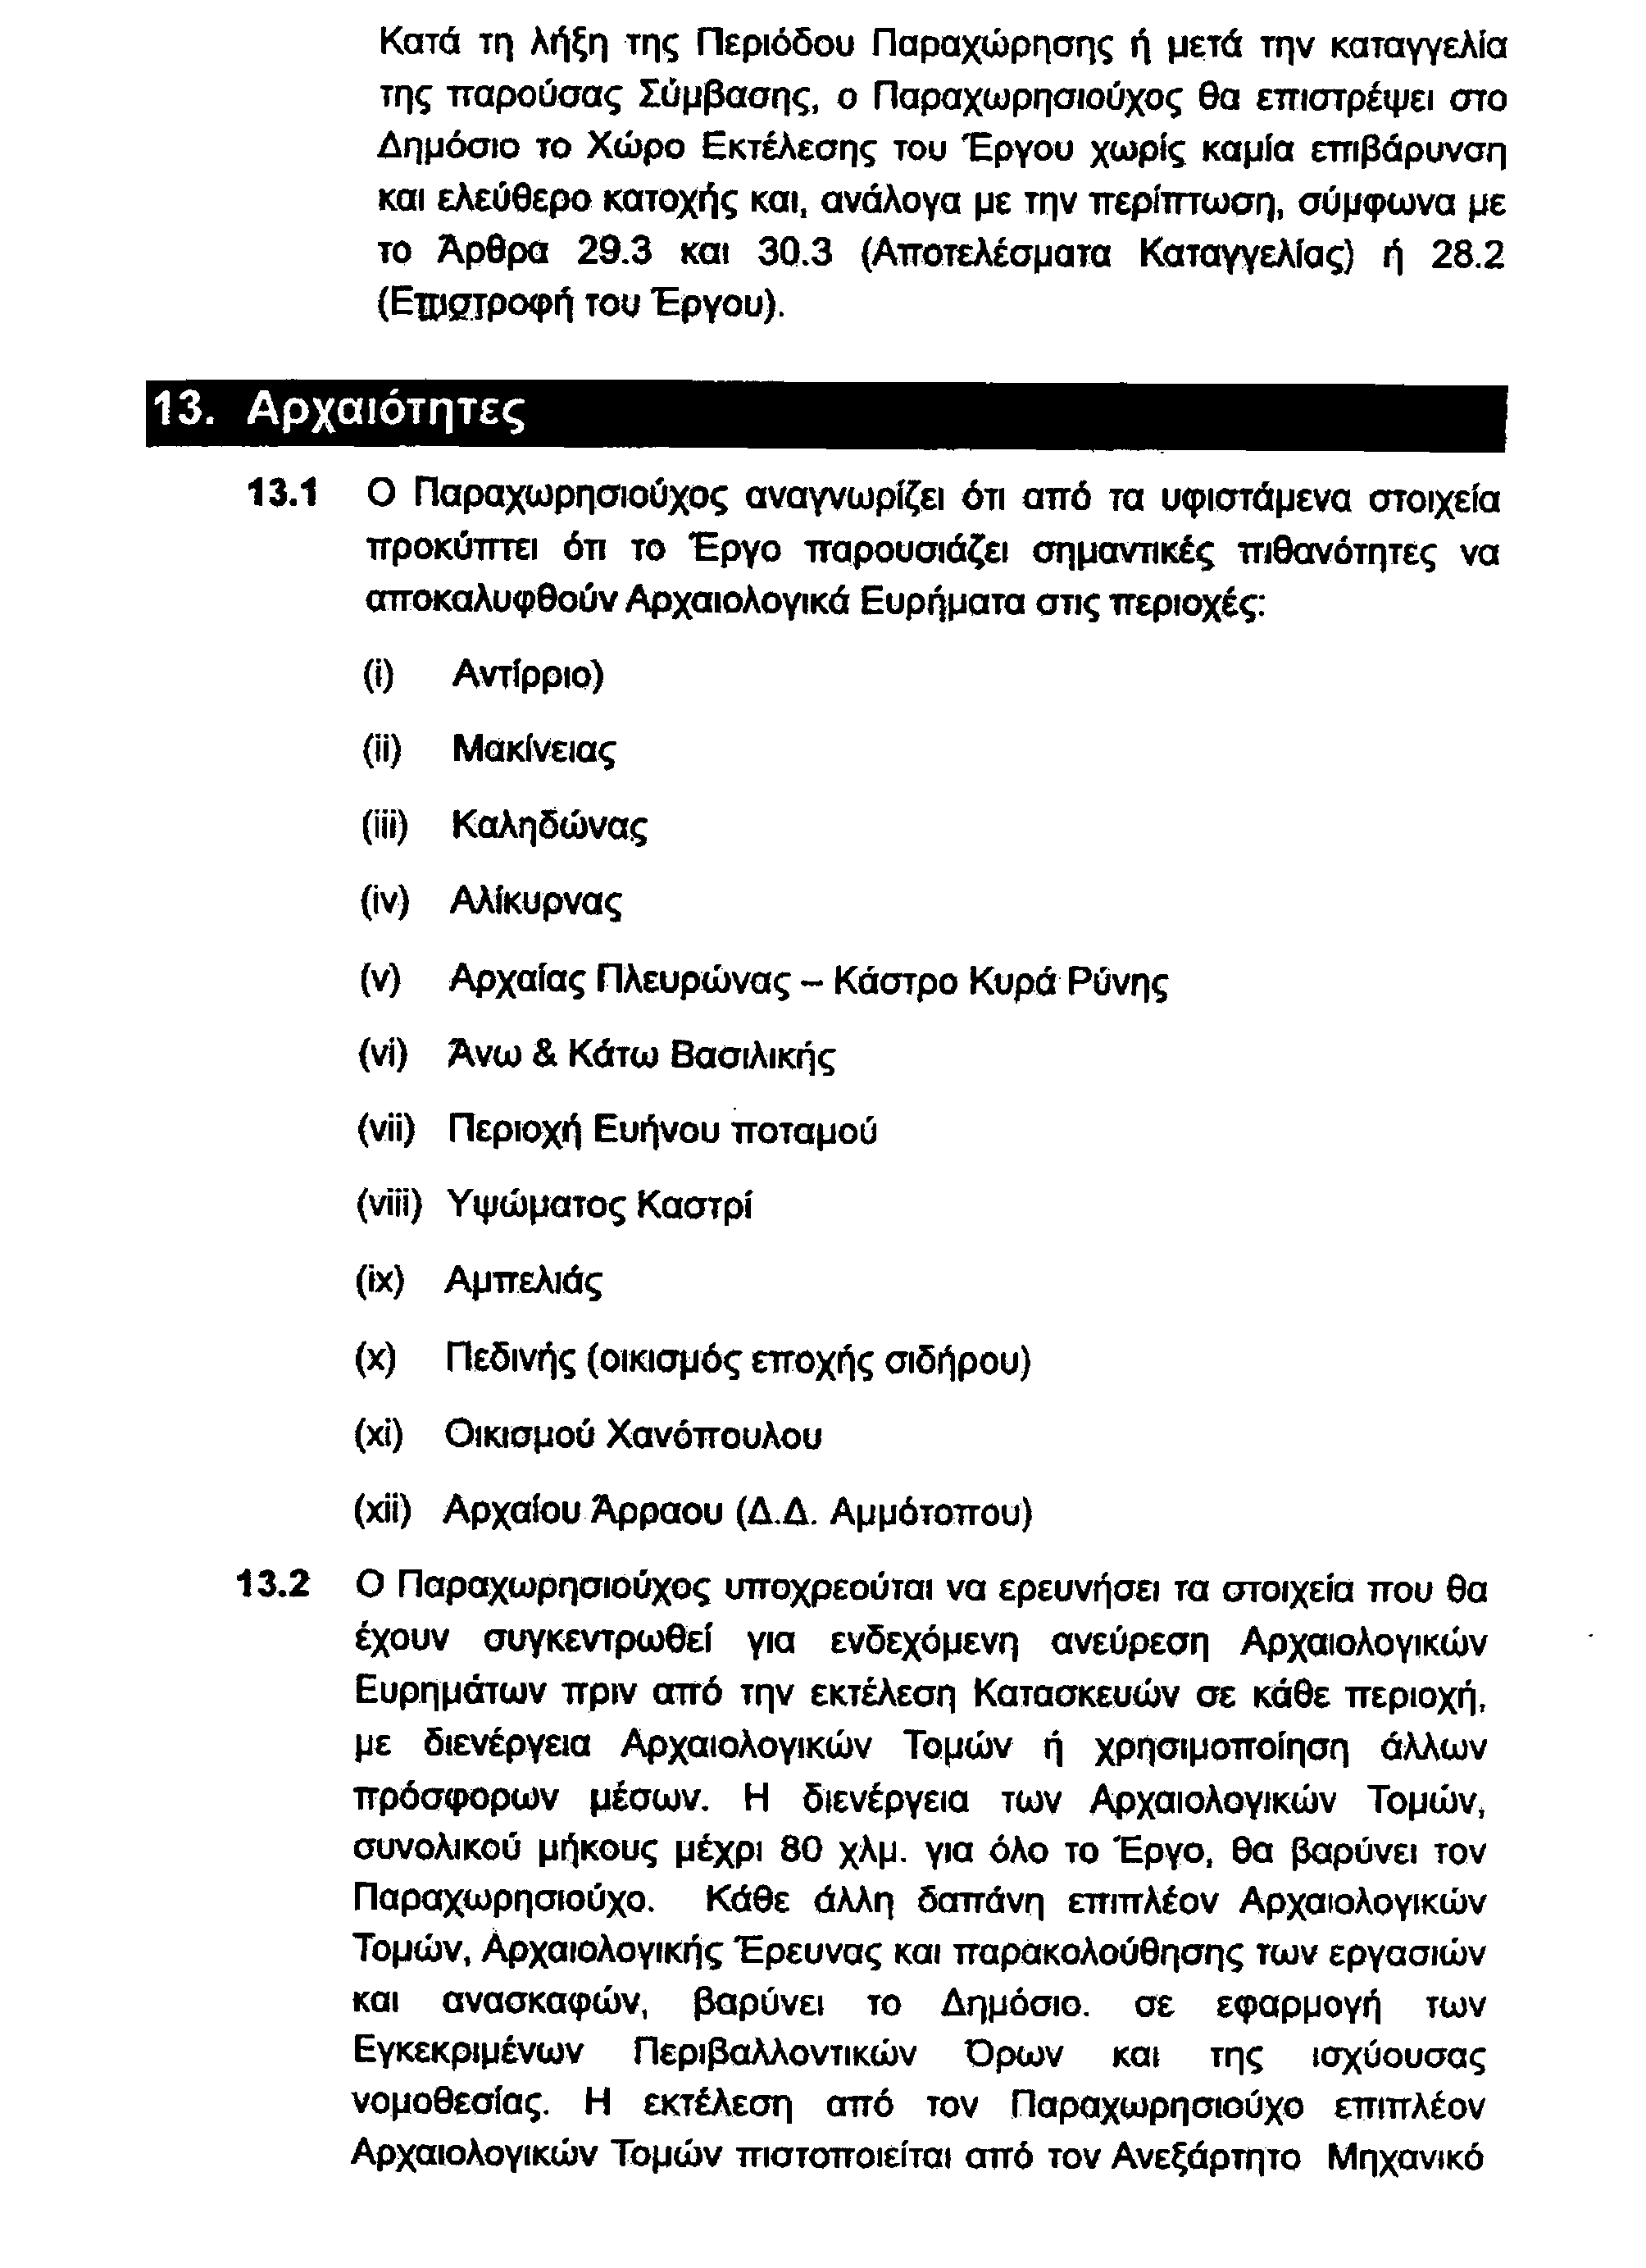 Κατά τη λήξη της Περιόδου Παραχώρησης ή μετά την καταγγελία
της παρούσας Σύμβασης, ο Παραχωρησιούχος θα επιστρέψει στο
Δημόσιο το Χώρο Εκτέλεσης του Έργου χωρίς καμία επιβάρυνση
και ελεύθερο κατοχής και, ανάλογα με την περίπτωση, σύμφωνα με
το Άρθρα 29.3 και 30.3 (Αποτελέσματα Καταγγελίας) ή 28.2
(Επιστροφή του Έργου).
13. Αρχαιότητες
13.1 Ο Παραχωρησιούχος αναγνωρίζει ότι από τα υφιστάμενα στοιχεία
προκύπτει ότι το Έργο παρουσιάζει σημαντικές πιθανότητες να
αποκαλυφθούν Αρχαιολογικά Ευρήματα στις περιοχές:
(i) Αντίρριο)
(ii) Μακίνειας
(iii) Καληδώνας
(iv) Αλίκυρνας
(v) Αρχαίας Πλευρώνας – Κάστρο Κυρά Ρύνης
(vi) Άνω & Κάτω Βασιλικής
(vii) Περιοχή Ευήνου ποταμού
(viii) Υψώματος Καστρί
(ix) Αμπελιάς
(x) Πεδινής (οικισμός εποχής σιδήρου)
(xi) Οικισμού Χανόπουλου
(xii) Αρχαίου Άρραου (Δ.Δ. Αμμότοπου)
13.2 Ο Παραχωρησιούχος υποχρεούται να ερευνήσει τα στοιχεία που θα
έχουν συγκεντρωθεί για ενδεχόμενη ανεύρεση Αρχαιολογικών
Ευρημάτων πριν από την εκτέλεση Κατασκευών σε κάθε περιοχή,
με διενέργεια Αρχαιολογικών Τομών ή χρησιμοποίηση άλλων
πρόσφορων μέσων. Η διενέργεια των Αρχαιολογικών Τομών,
συνολικού μήκους μέχρι 80 χλμ. για όλο το Έργο, θα βαρύνει τον
Παραχωρησιούχο. Κάθε άλλη δαπάνη επιπλέον Αρχαιολογικών
Τομών, Αρχαιολογικής Έρευνας και παρακολούθησης των εργασιών
και ανασκαφών, βαρύνει το Δημόσιο. σε εφαρμογή των
Εγκεκριμένων Περιβαλλοντικών Όρων και της ισχύουσας
νομοθεσίας. Η εκτέλεση από τον Παραχωρησιούχο επιπλέον
Αρχαιολογικών Τομών πιστοποιείται από τον Ανεξάρτητο Μηχανικό